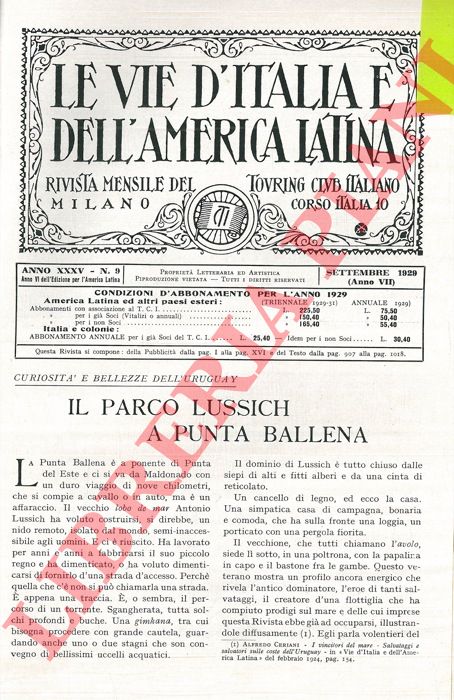 LE VIE D'ITALIA E
DELL'AMERICA LATINA
RIVISTA MENSILE DEL TOURING CLUB ITALIANO
MILANO CORSO ITALIA 10
ANNO XXXV - N. 9
Anno VI dell'Edizione per l'America Latina
PROPRIETÀ LETTERARIA ED ARTISTICA
RIPRODUZIONE VIETATA — TUTTI I DIRITTI RISERVATI
SETTEMBRE 1929
(Anno VII)
CONDIZIONI D'ABBONAMENTO PER L'ANNO 1929
America Latina ed altri paesi esteri: (TRIENNALE 1929-31) ANNUALE 1929)
Abbonamenti con associazione al T. C. I. L. 225,50 L. 75,50
» per i già Soci (Vitalizi o annuali) » 150,40 » 50,40
» per i non Soci » 165,40 » 55,40
Italia e colonie:
ABBONAMENTO ANNUALE per i già Soci del T. C. I. L. 25,40 — Idem per i non Soci L. 30,40
Questa Rivista si compone: della Pubblicità dalla pag. I alla pag. XVI e del Testo dalla pag. 907 alla pag. 1018.
CURIOSITA' E BELLEZZE DELL'URUGUAY
IL PARCO LUSSICH
A PUNTA BALLENA
La Punta Ballena è a ponente di Punta
del Este e ci si va da Maldonado con
un duro viaggio di nove chilometri,
che si compie a cavallo o in auto, ma è un
affaraccio. Il vecchio Antonio
Lussich ha voluto costruirsi, si direbbe, un
nido remoto, isolato dal mondo, semi-inacces-
sibile agli uomini, e ci è riuscito. Ha lavorato
per anni e anni a fabbricarsi il suo piccolo
regno e ha dimenticato, o ha voluto dimenti-
carsi di fornirlo d'una strada d'accesso. Perchè
quella che c'è non si può chiamarla una strada.
È appena una traccia. È, o sembra, il per-
corso di un torrente. Sgangherata, tutta sol-
chi profondi e buche. Una gimkana, tra cui
bisogna procedere con grande cautela, guar-
dando anche uno o due stagni che son con-
vegno di bellissimi uccelli acquatici.
Il dominio di Lussich è tutto chiuso dalle
siepi di alti e fitti alberi e da una cinta di
reticolato.
Un cancello di legno, ed ecco la casa.
Una simpatica casa di campagna, bonaria
e comoda, che ha sulla fronte una loggia, un
porticato con una pergola fiorita.
Il vecchione, che tutti chiamano l'avolo,
siede lì sotto, in una poltrona, con la papalina
in capo e il bastone fra le gambe. Questo ve-
terano mostra un profilo ancora energico che
rivela l'antico dominatore, l'eroe di tanti sal-
vataggi, il creatore d'una flottiglia che ha
compiuto prodigi sul mare e delle cui imprese
questa Rivista ebbe già ad occuparsi, illustran-
dole diffusamente (1). Egli parla volentieri del
(1) ALFREDO CERIANI - I vincitori del mare - Salvataggi e
salvatori sulle coste dell'Uruguay - in «Vie d'Italia e dell'Ame-
rica Latina» del febbraio 1924, pag. 154.
LIBRERIA PIANI